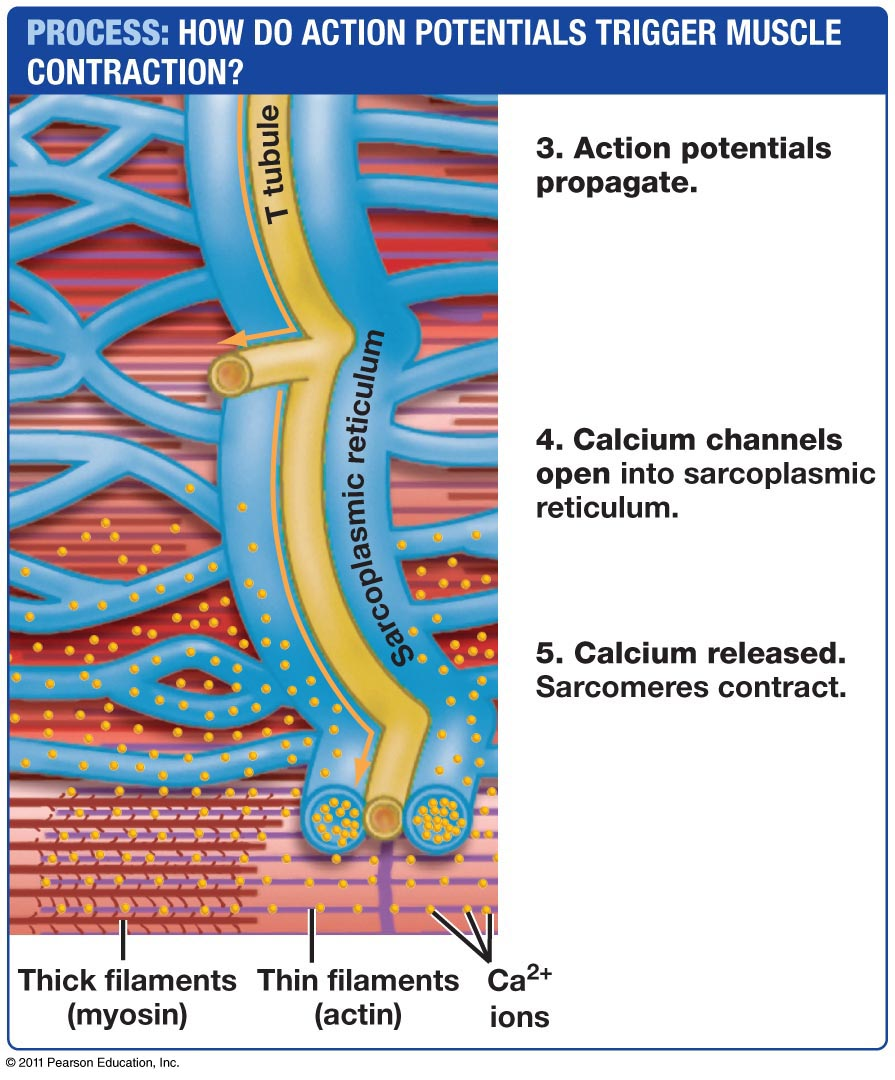 PROCESS: HOW DO ACTION POTENTIALS TRIGGER MUSCLE
CONTRACTION?
T tubule
3. Action potentials
propagate.
Sarcoplasmic reticulum
4. Calcium channels
open into sarcoplasmic
reticulum.
5. Calcium released.
Sarcomeres contract.
Thick filaments
(myosin)
Thin filaments
(actin)
Ca²⁺
ions
© 2011 Pearson Education, Inc.